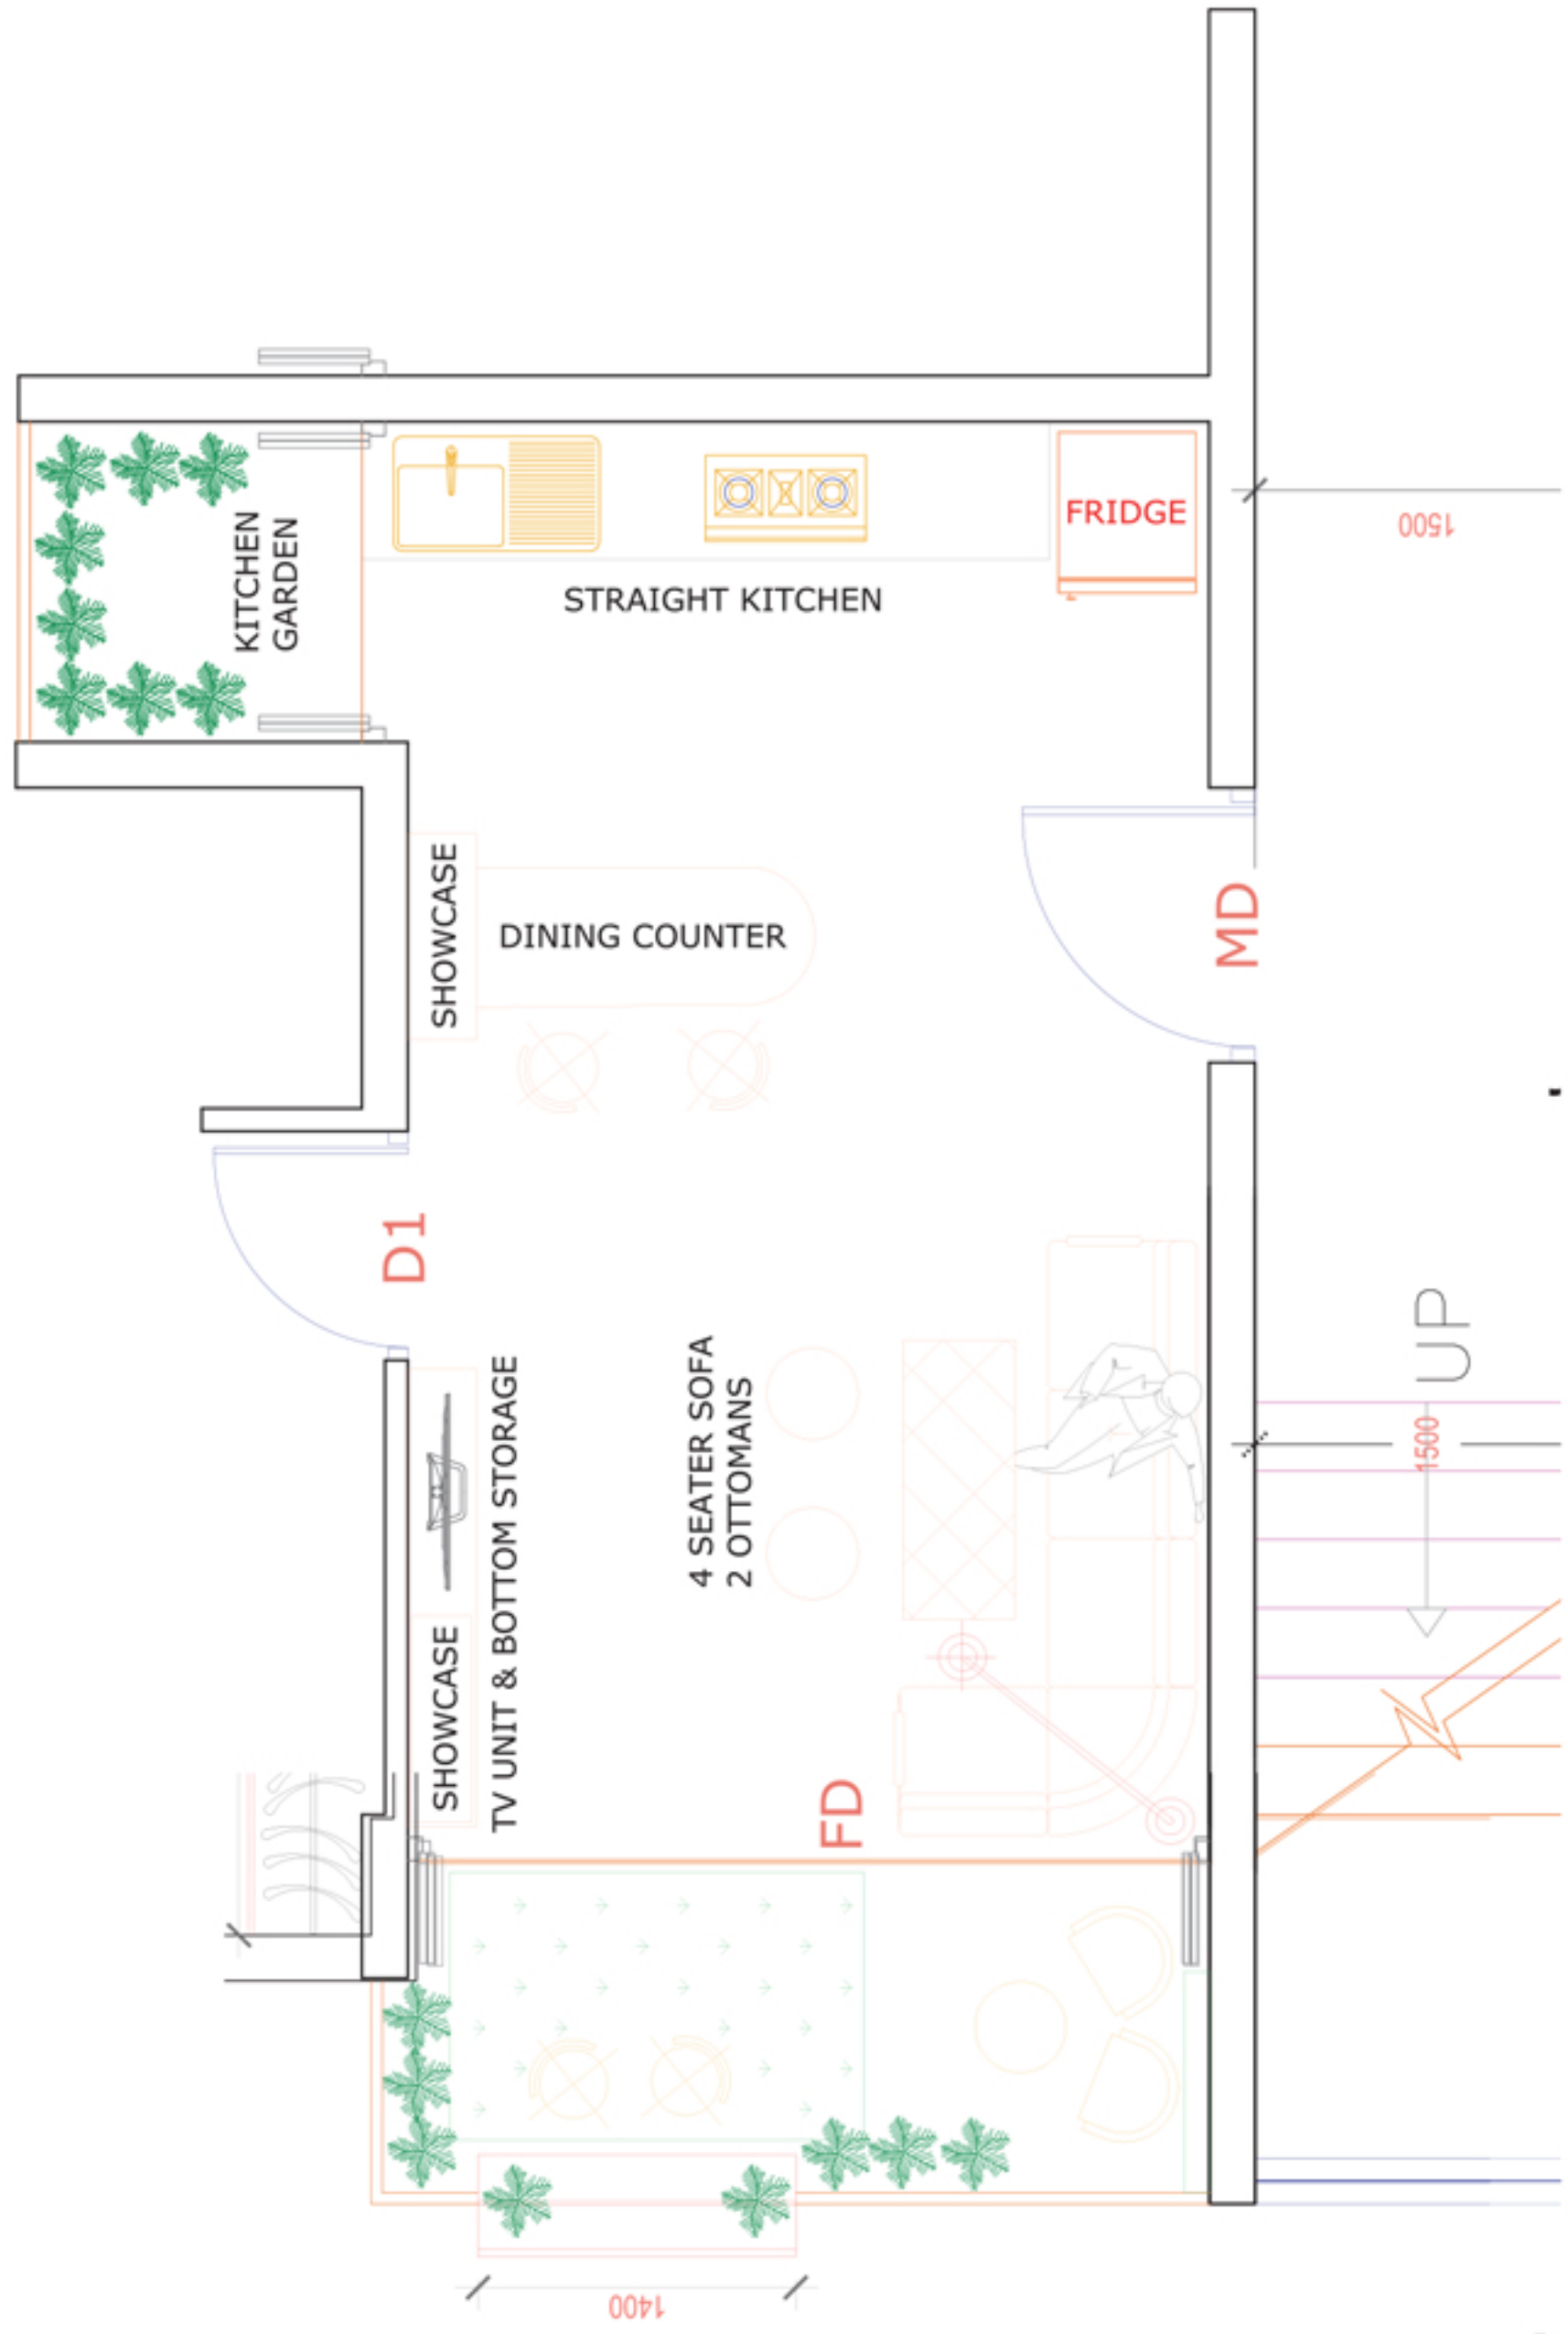 KITCHEN
GARDEN
FRIDGE
1500
STRAIGHT KITCHEN
SHOWCASE
DINING COUNTER
MD
D1
UP
4 SEATER SOFA
2 OTTOMANS
TV UNIT & BOTTOM STORAGE
1500
SHOWCASE
FD
1400